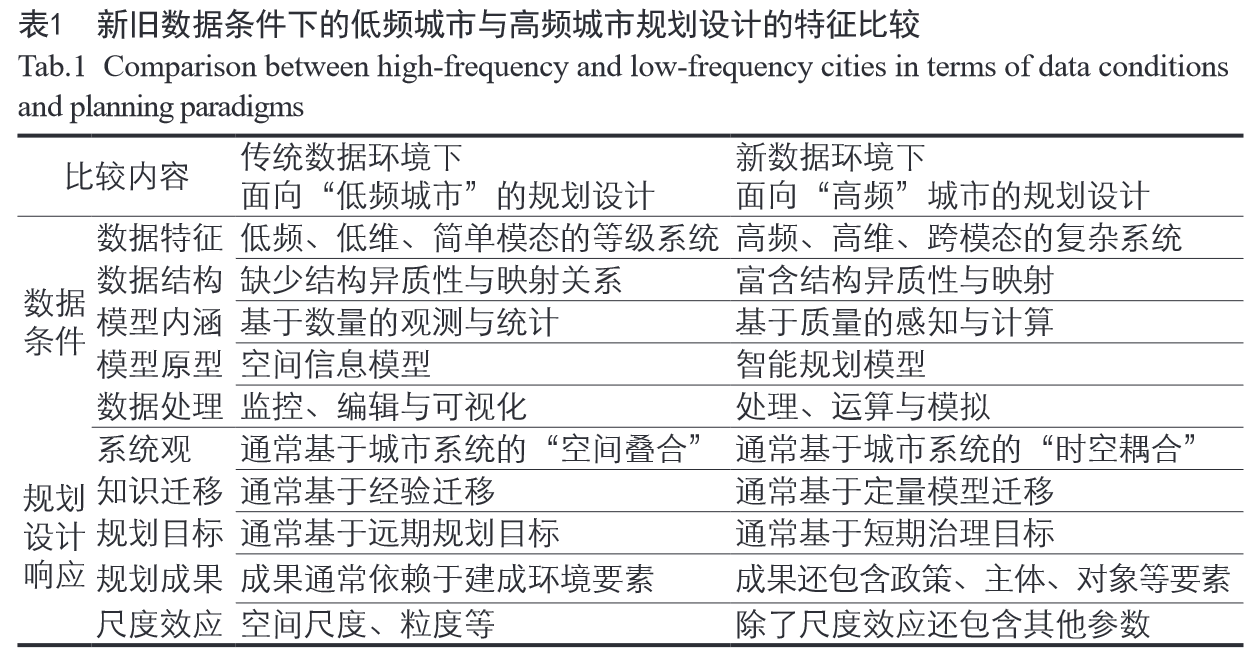 表1 新旧数据条件下的低频城市与高频城市规划设计的特征比较
Tab.1 Comparison between high-frequency and low-frequency cities in terms of data conditions
and planning paradigms
比较内容 传统数据环境下 新数据环境下
面向“低频城市”的规划设计 面向“高频”城市的规划设计
数据条件 数据特征 低频、低维、简单模态的等级系统 高频、高维、跨模态的复杂系统
数据结构 缺少结构异质性与映射关系 富含结构异质性与映射
模型内涵 基于数量的观测与统计 基于质量的感知与计算
模型原型 空间信息模型 智能规划模型
数据处理 监控、编辑与可视化 处理、运算与模拟
规划设计响应 系统观 通常基于城市系统的“空间叠合” 通常基于城市系统的“时空耦合”
知识迁移 通常基于经验迁移 通常基于定量模型迁移
规划目标 通常基于远期规划目标 通常基于短期治理目标
规划成果 成果通常依赖于建成环境要素 成果还包含政策、主体、对象等要素
尺度效应 空间尺度、粒度等 除了尺度效应还包含其他参数